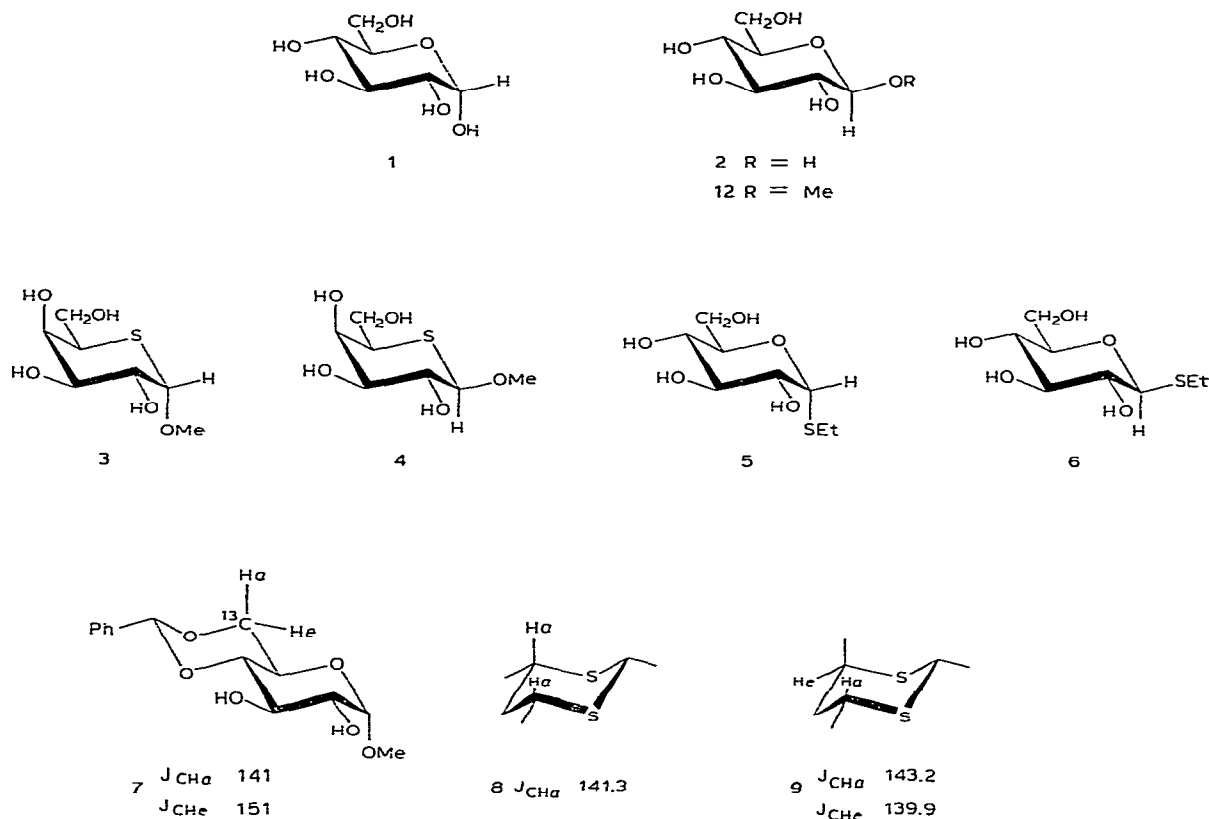 CH₂OH
HO
O
HO
H
HO
OH
1
CH₂OH
HO
O
HO
OR
HO
H
2 R = H
12 R = Me
HO
CH₂OH
S
HO
H
HO
OMe
3
HO
CH₂OH
S
HO
OMe
HO
H
4
CH₂OH
HO
O
HO
H
HO
SEt
5
CH₂OH
HO
O
HO
SEt
HO
H
6
Ha
¹³C
He
Ph
O
O
O
HO
HO
OMe
7 J_CHa 141
J_CHe 151
Ha
S
Ha
S
8 J_CHa 141.3
S
He
Ha
S
9 J_CHa 143.2
J_CHe 139.9